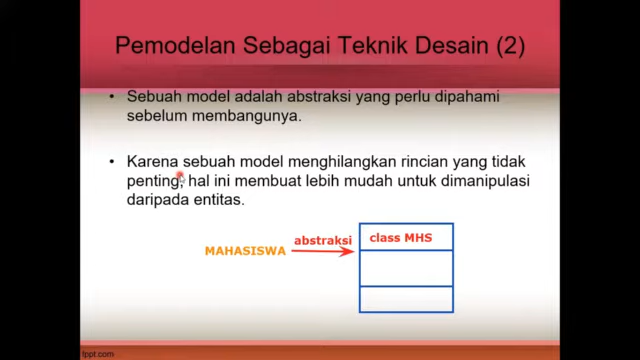 Pemodelan Sebagai Teknik Desain (2)
• Sebuah model adalah abstraksi yang perlu dipahami
sebelum membangunya.
• Karena sebuah model menghilangkan rincian yang tidak
penting, hal ini membuat lebih mudah untuk dimanipulasi
daripada entitas.
MAHASISWA abstraksi class MHS
fppt.com